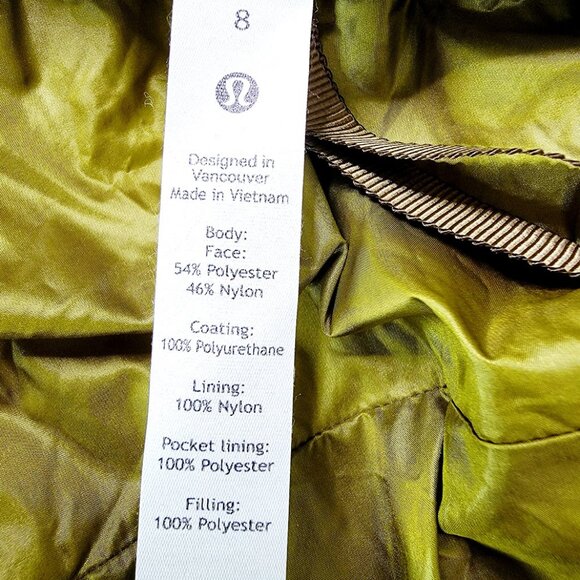 8
Designed in
Vancouver
Made in Vietnam
Body:
Face:
54% Polyester
46% Nylon
Coating:
100% Polyurethane
Lining:
100% Nylon
Pocket lining:
100% Polyester
Filling:
100% Polyester